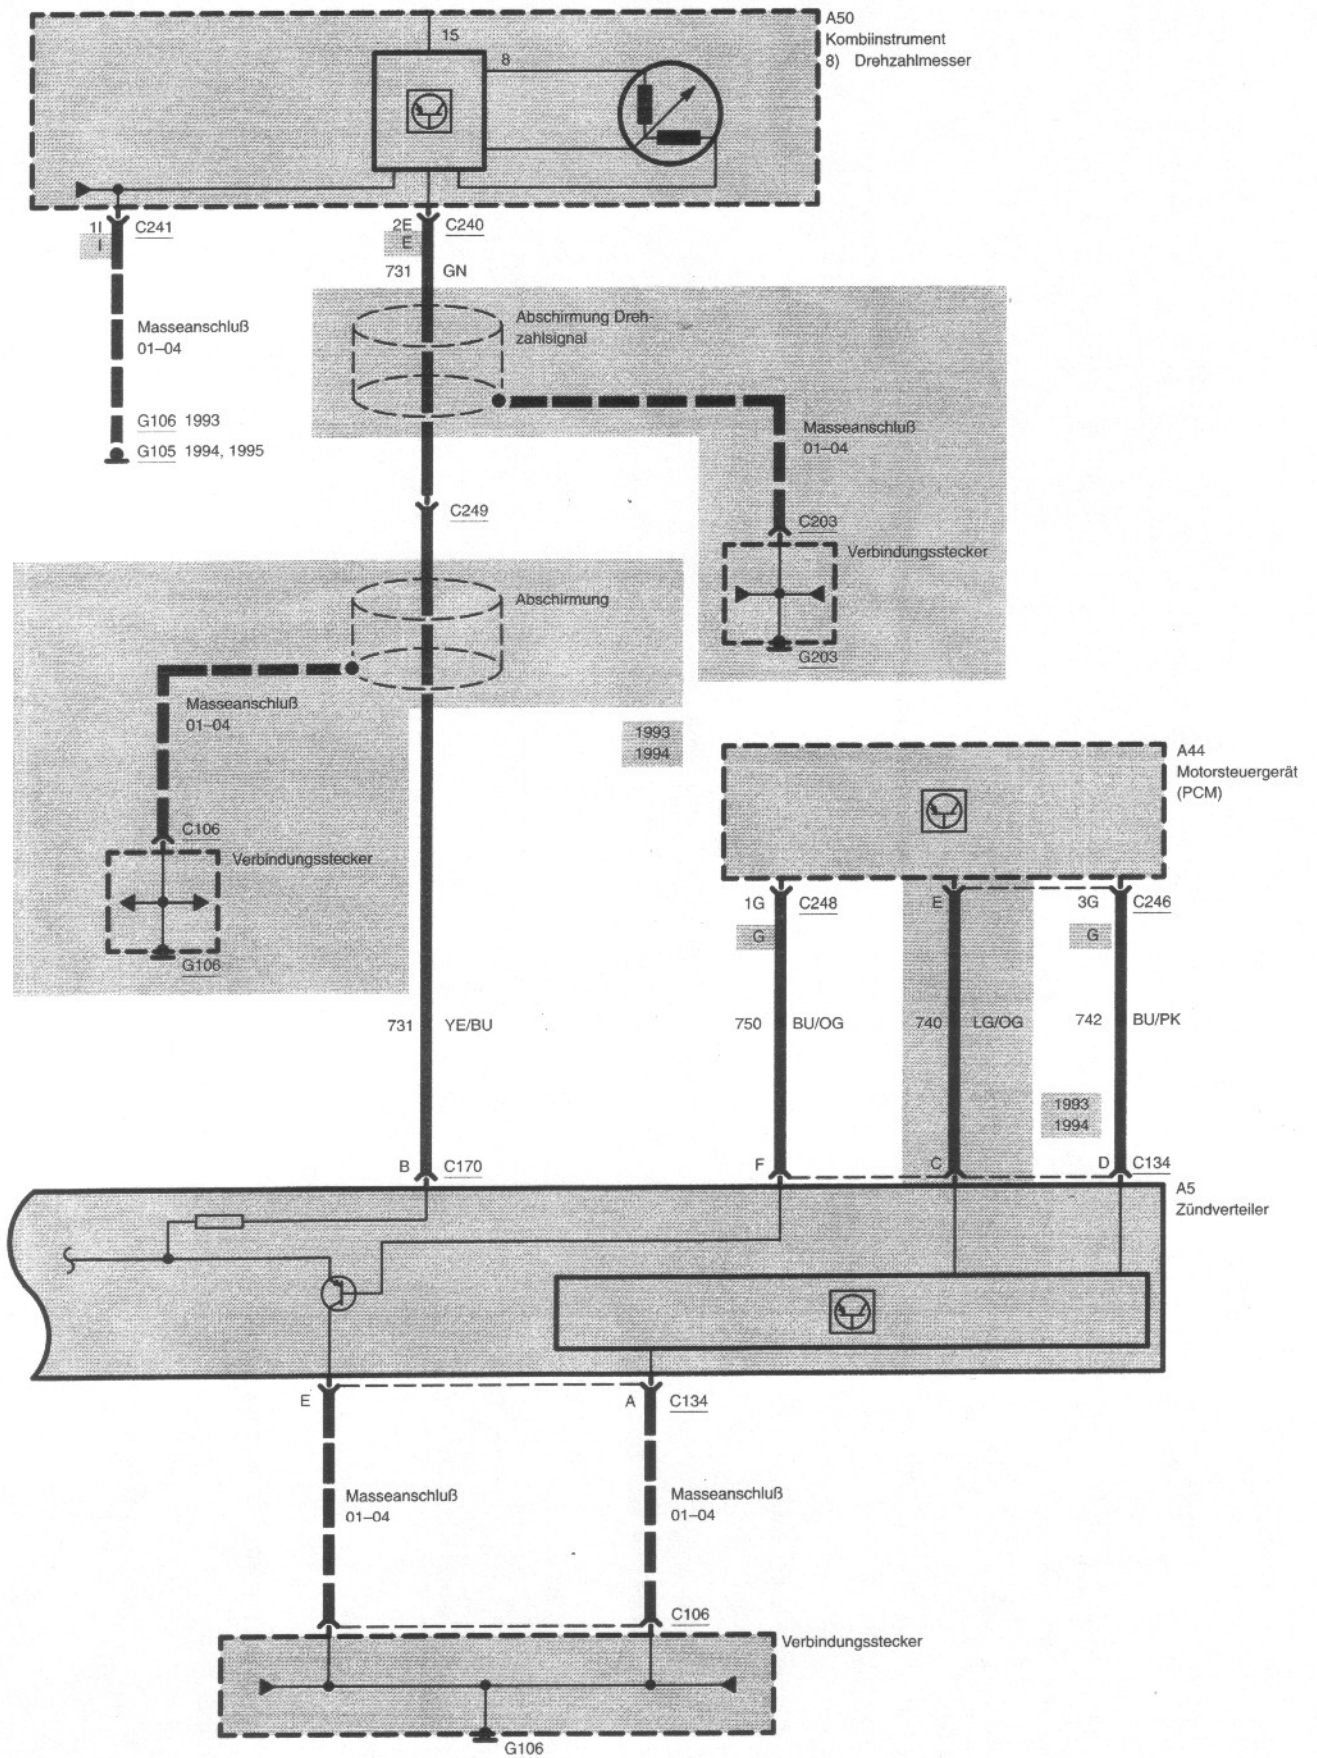 A50
Kombiinstrument
8) Drehzahlmesser
15
8
1I
I
C241
2E
E
C240
731 GN
Masseanschluß
01–04
G106 1993
G105 1994, 1995
Abschirmung Dreh-
zahlsignal
Masseanschluß
01–04
C249
C203
Verbindungsstecker
G203
Abschirmung
Masseanschluß
01–04
1993
1994
C106
Verbindungsstecker
G106
A44
Motorsteuergerät
(PCM)
1G
G
C248
E
3G
G
C246
731 YE/BU
750 BU/OG
740 LG/OG
742 BU/PK
1993
1994
B C170
F
C
D C134
A5
Zündverteiler
E
A C134
Masseanschluß
01–04
Masseanschluß
01–04
C106
Verbindungsstecker
G106